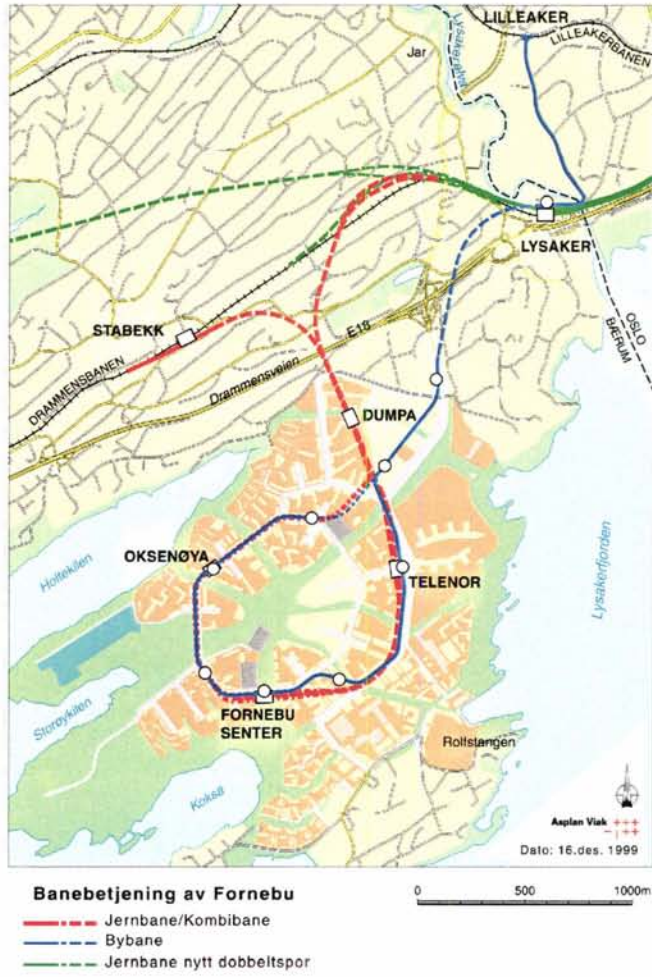 LILLEAKER
LILLEAKERBANEN
Lysakerelva
Jar
LYSAKER
STABEKK
E18
OSLO
BÆRUM
DRAMMENSBANEN
Drammensveien
DUMPA
Holtekilen
OKSENØYA
TELENOR
Lysakerfjorden
Storøykilen
FORNEBU
SENTER
Rolfstangen
Koksa
Asplan Viak
Dato: 16.des. 1999
Banebetjening av Fornebu
0 500 1000m
Jernbane/Kombibane
Bybane
Jernbane nytt dobbeltspor